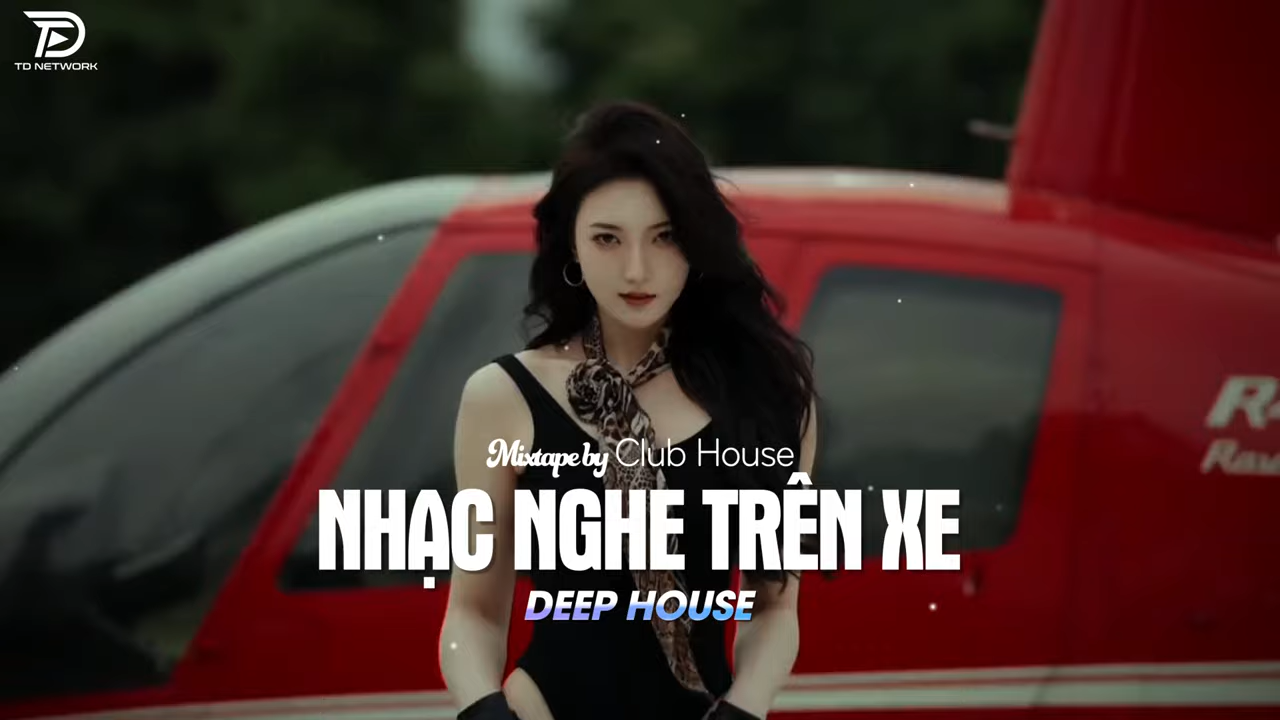 TD NETWORK
Mixtape by Club House
NHẠC NGHE TRÊN XE
DEEP HOUSE